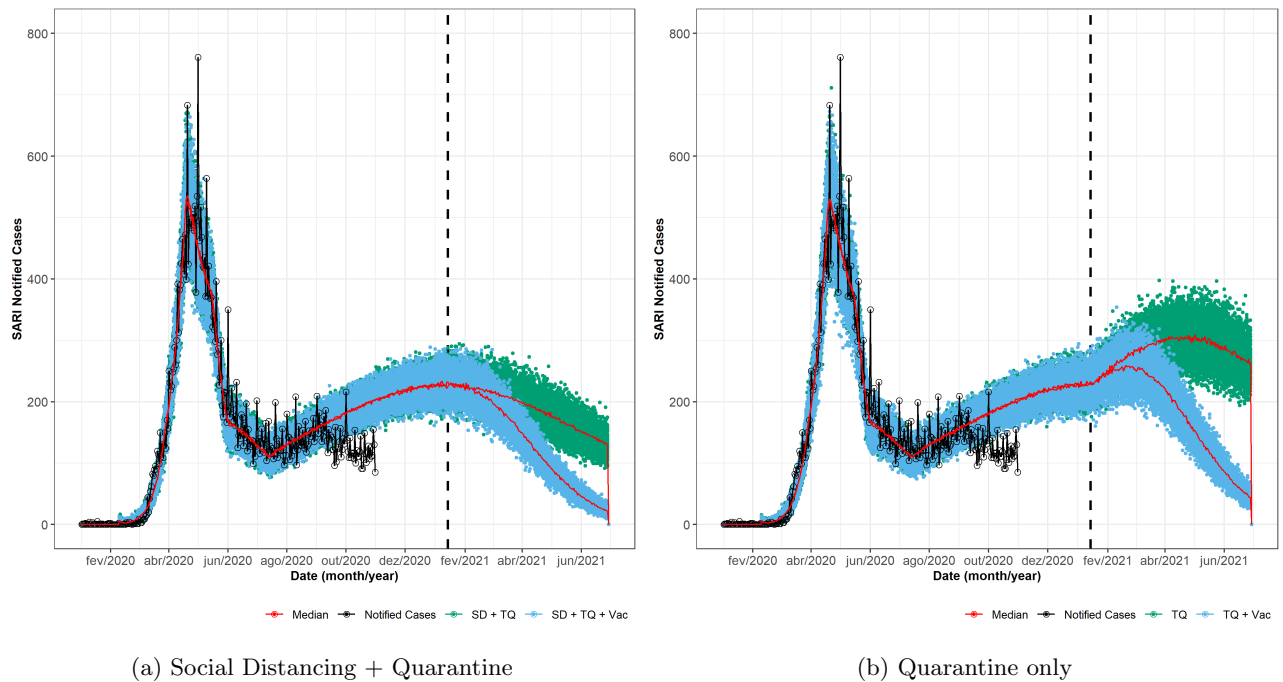 SARI Notified Cases
800
600
400
200
0
fev/2020 abr/2020 jun/2020 ago/2020 out/2020 dez/2020 fev/2021 abr/2021 jun/2021
Date (month/year)
Median Notified Cases SD + TQ SD + TQ + Vac
(a) Social Distancing + Quarantine
SARI Notified Cases
800
600
400
200
0
fev/2020 abr/2020 jun/2020 ago/2020 out/2020 dez/2020 fev/2021 abr/2021 jun/2021
Date (month/year)
Median Notified Cases TQ TQ + Vac
(b) Quarantine only